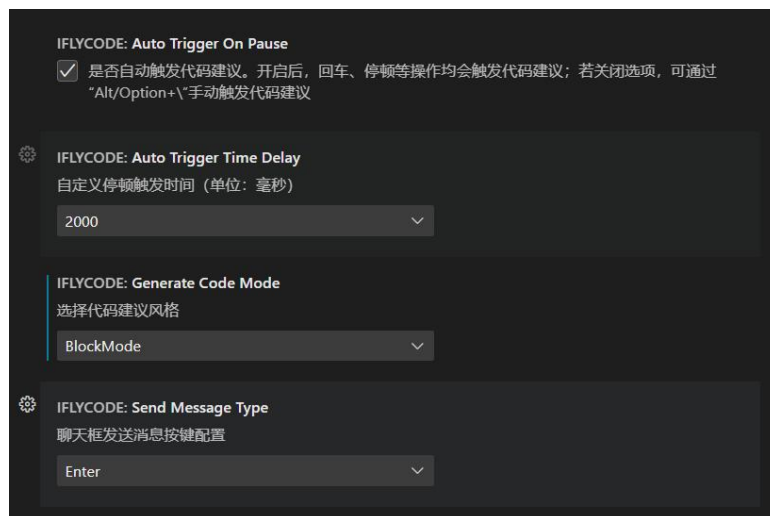 IFLYCODE: Auto Trigger On Pause
是否自动触发代码建议。开启后，回车、停顿等操作均会触发代码建议；若关闭选项，可通过
“Alt/Option+\”手动触发代码建议
IFLYCODE: Auto Trigger Time Delay
自定义停顿触发时间（单位：毫秒）
2000
IFLYCODE: Generate Code Mode
选择代码建议风格
BlockMode
IFLYCODE: Send Message Type
聊天框发送消息按键配置
Enter